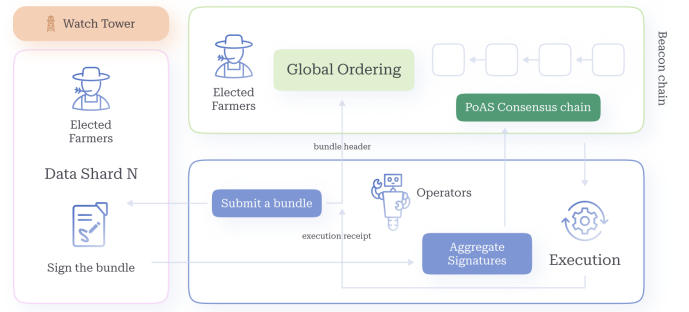 Watch Tower
Elected
Farmers
Data Shard N
Sign the bundle
Elected
Farmers
Global Ordering
PoAS Consensus chain
Beacon chain
bundle header
Submit a bundle
Operators
execution receipt
Aggregate
Signatures
Execution